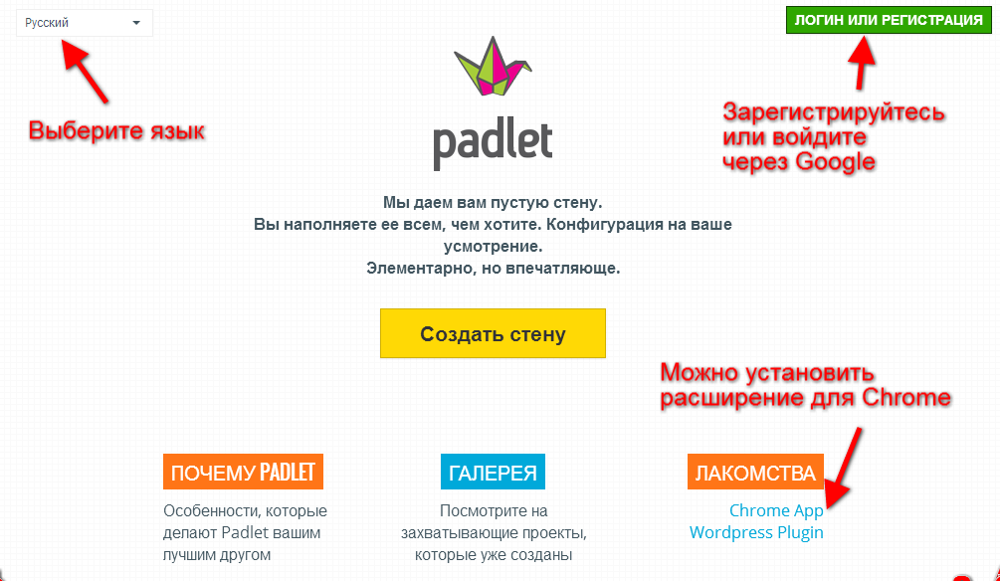 Русский
ЛОГИН ИЛИ РЕГИСТРАЦИЯ
Выберите язык
Зарегистрируйтесь
или войдите
через Google
padlet
Мы даем вам пустую стену.
Вы наполняете ее всем, чем хотите. Конфигурация на ваше
усмотрение.
Элементарно, но впечатляюще.
Создать стену
Можно установить
расширение для Chrome
ПОЧЕМУ PADLET
Особенности, которые
делают Padlet вашим
лучшим другом
ГАЛЕРЕЯ
Посмотрите на
захватывающие проекты,
которые уже созданы
ЛАКОМСТВА
Chrome App
Wordpress Plugin